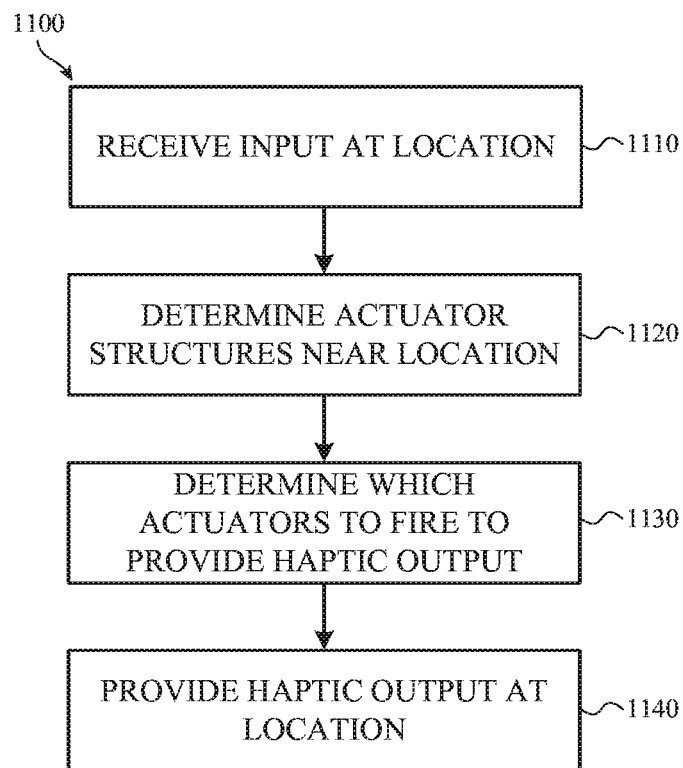 1100
RECEIVE INPUT AT LOCATION
1110
DETERMINE ACTUATOR
STRUCTURES NEAR LOCATION
1120
DETERMINE WHICH
ACTUATORS TO FIRE TO
PROVIDE HAPTIC OUTPUT
1130
PROVIDE HAPTIC OUTPUT AT
LOCATION
1140